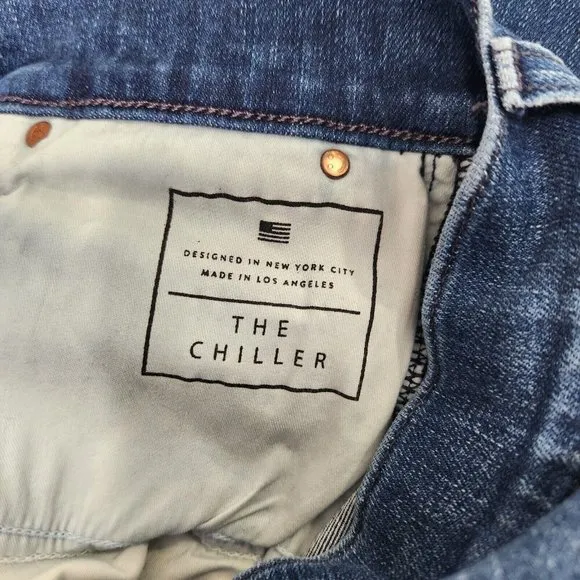 DESIGNED IN NEW YORK CITY
MADE IN LOS ANGELES
THE
CHILLER